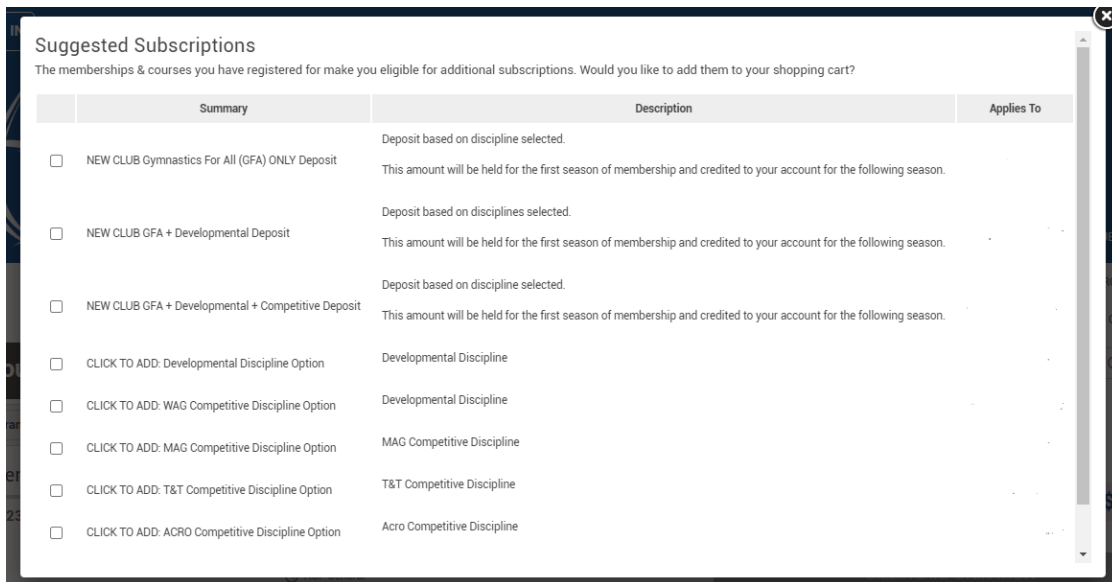 Suggested Subscriptions
The memberships & courses you have registered for make you eligible for additional subscriptions. Would you like to add them to your shopping cart?
Summary Description Applies To
Deposit based on discipline selected.
NEW CLUB Gymnastics For All (GFA) ONLY Deposit
This amount will be held for the first season of membership and credited to your account for the following season.
Deposit based on disciplines selected.
NEW CLUB GFA + Developmental Deposit
This amount will be held for the first season of membership and credited to your account for the following season.
Deposit based on discipline selected.
NEW CLUB GFA + Developmental + Competitive Deposit
This amount will be held for the first season of membership and credited to your account for the following season.
CLICK TO ADD: Developmental Discipline Option Developmental Discipline
CLICK TO ADD: WAG Competitive Discipline Option Developmental Discipline
CLICK TO ADD: MAG Competitive Discipline Option MAG Competitive Discipline
CLICK TO ADD: T&T Competitive Discipline Option T&T Competitive Discipline
CLICK TO ADD: ACRO Competitive Discipline Option Acro Competitive Discipline